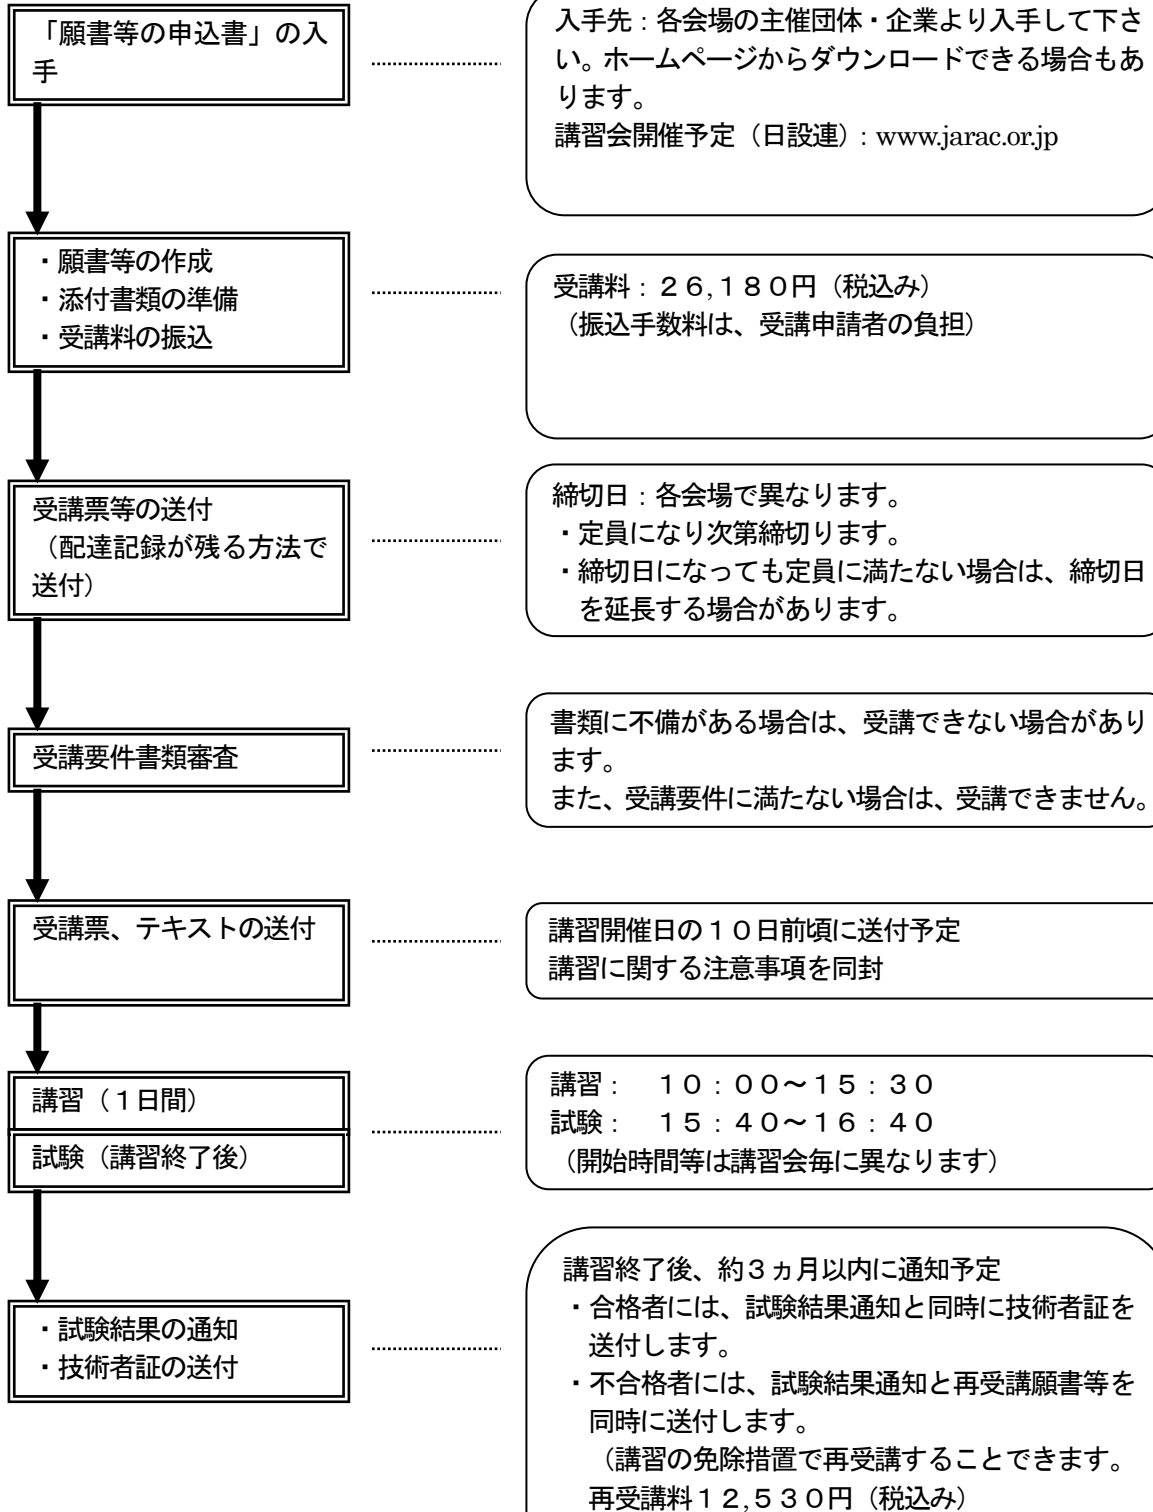 「願書等の申込書」の入
手
入手先：各会場の主催団体・企業より入手して下さ
い。ホームページからダウンロードできる場合もあ
ります。
講習会開催予定（日設連）：www.jarac.or.jp
・願書等の作成
・添付書類の準備
・受講料の振込
受講料：２６,１８０円（税込み）
（振込手数料は、受講申請者の負担）
受講票等の送付
（配達記録が残る方法で
送付）
締切日：各会場で異なります。
・定員になり次第締切ります。
・締切日になっても定員に満たない場合は、締切日
を延長する場合があります。
受講要件書類審査
書類に不備がある場合は、受講できない場合があり
ます。
また、受講要件に満たない場合は、受講できません。
受講票、テキストの送付
講習開催日の１０日前頃に送付予定
講習に関する注意事項を同封
講習（１日間）
試験（講習終了後）
講習：　１０：００～１５：３０
試験：　１５：４０～１６：４０
（開始時間等は講習会毎に異なります）
・試験結果の通知
・技術者証の送付
講習終了後、約３ヵ月以内に通知予定
・合格者には、試験結果通知と同時に技術者証を
送付します。
・不合格者には、試験結果通知と再受講願書等を
同時に送付します。
（講習の免除措置で再受講することできます。
再受講料１２,５３０円（税込み）